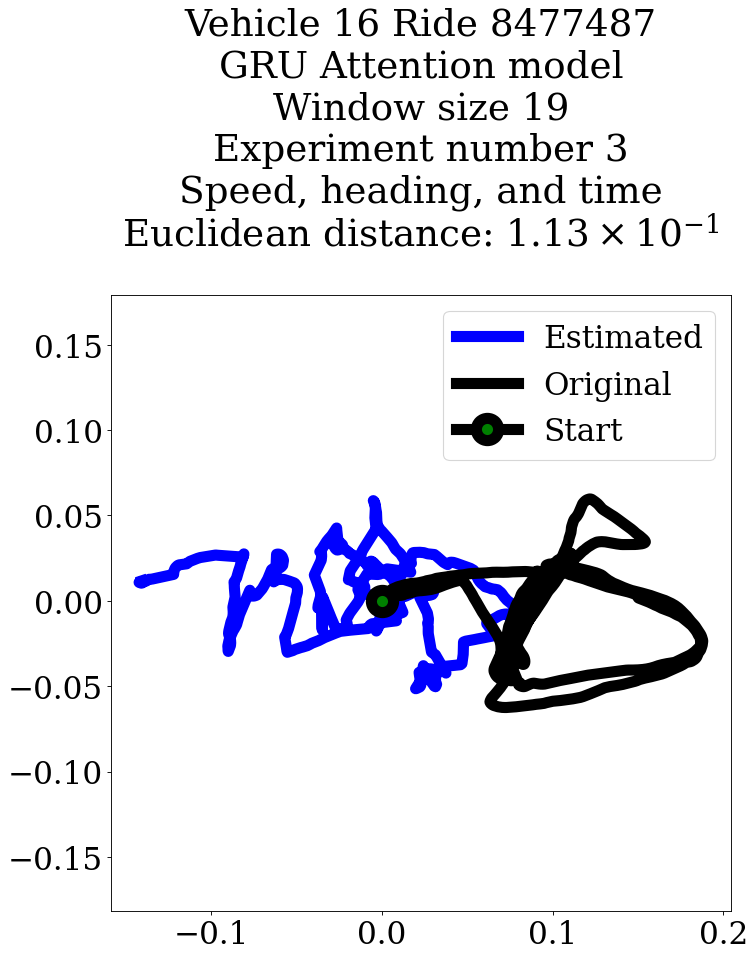 Vehicle 16 Ride 8477487
GRU Attention model
Window size 19
Experiment number 3
Speed, heading, and time
Euclidean distance: 1.13 × 10⁻¹
Estimated
Original
Start
0.15
0.10
0.05
0.00
−0.05
−0.10
−0.15
−0.1
0.0
0.1
0.2